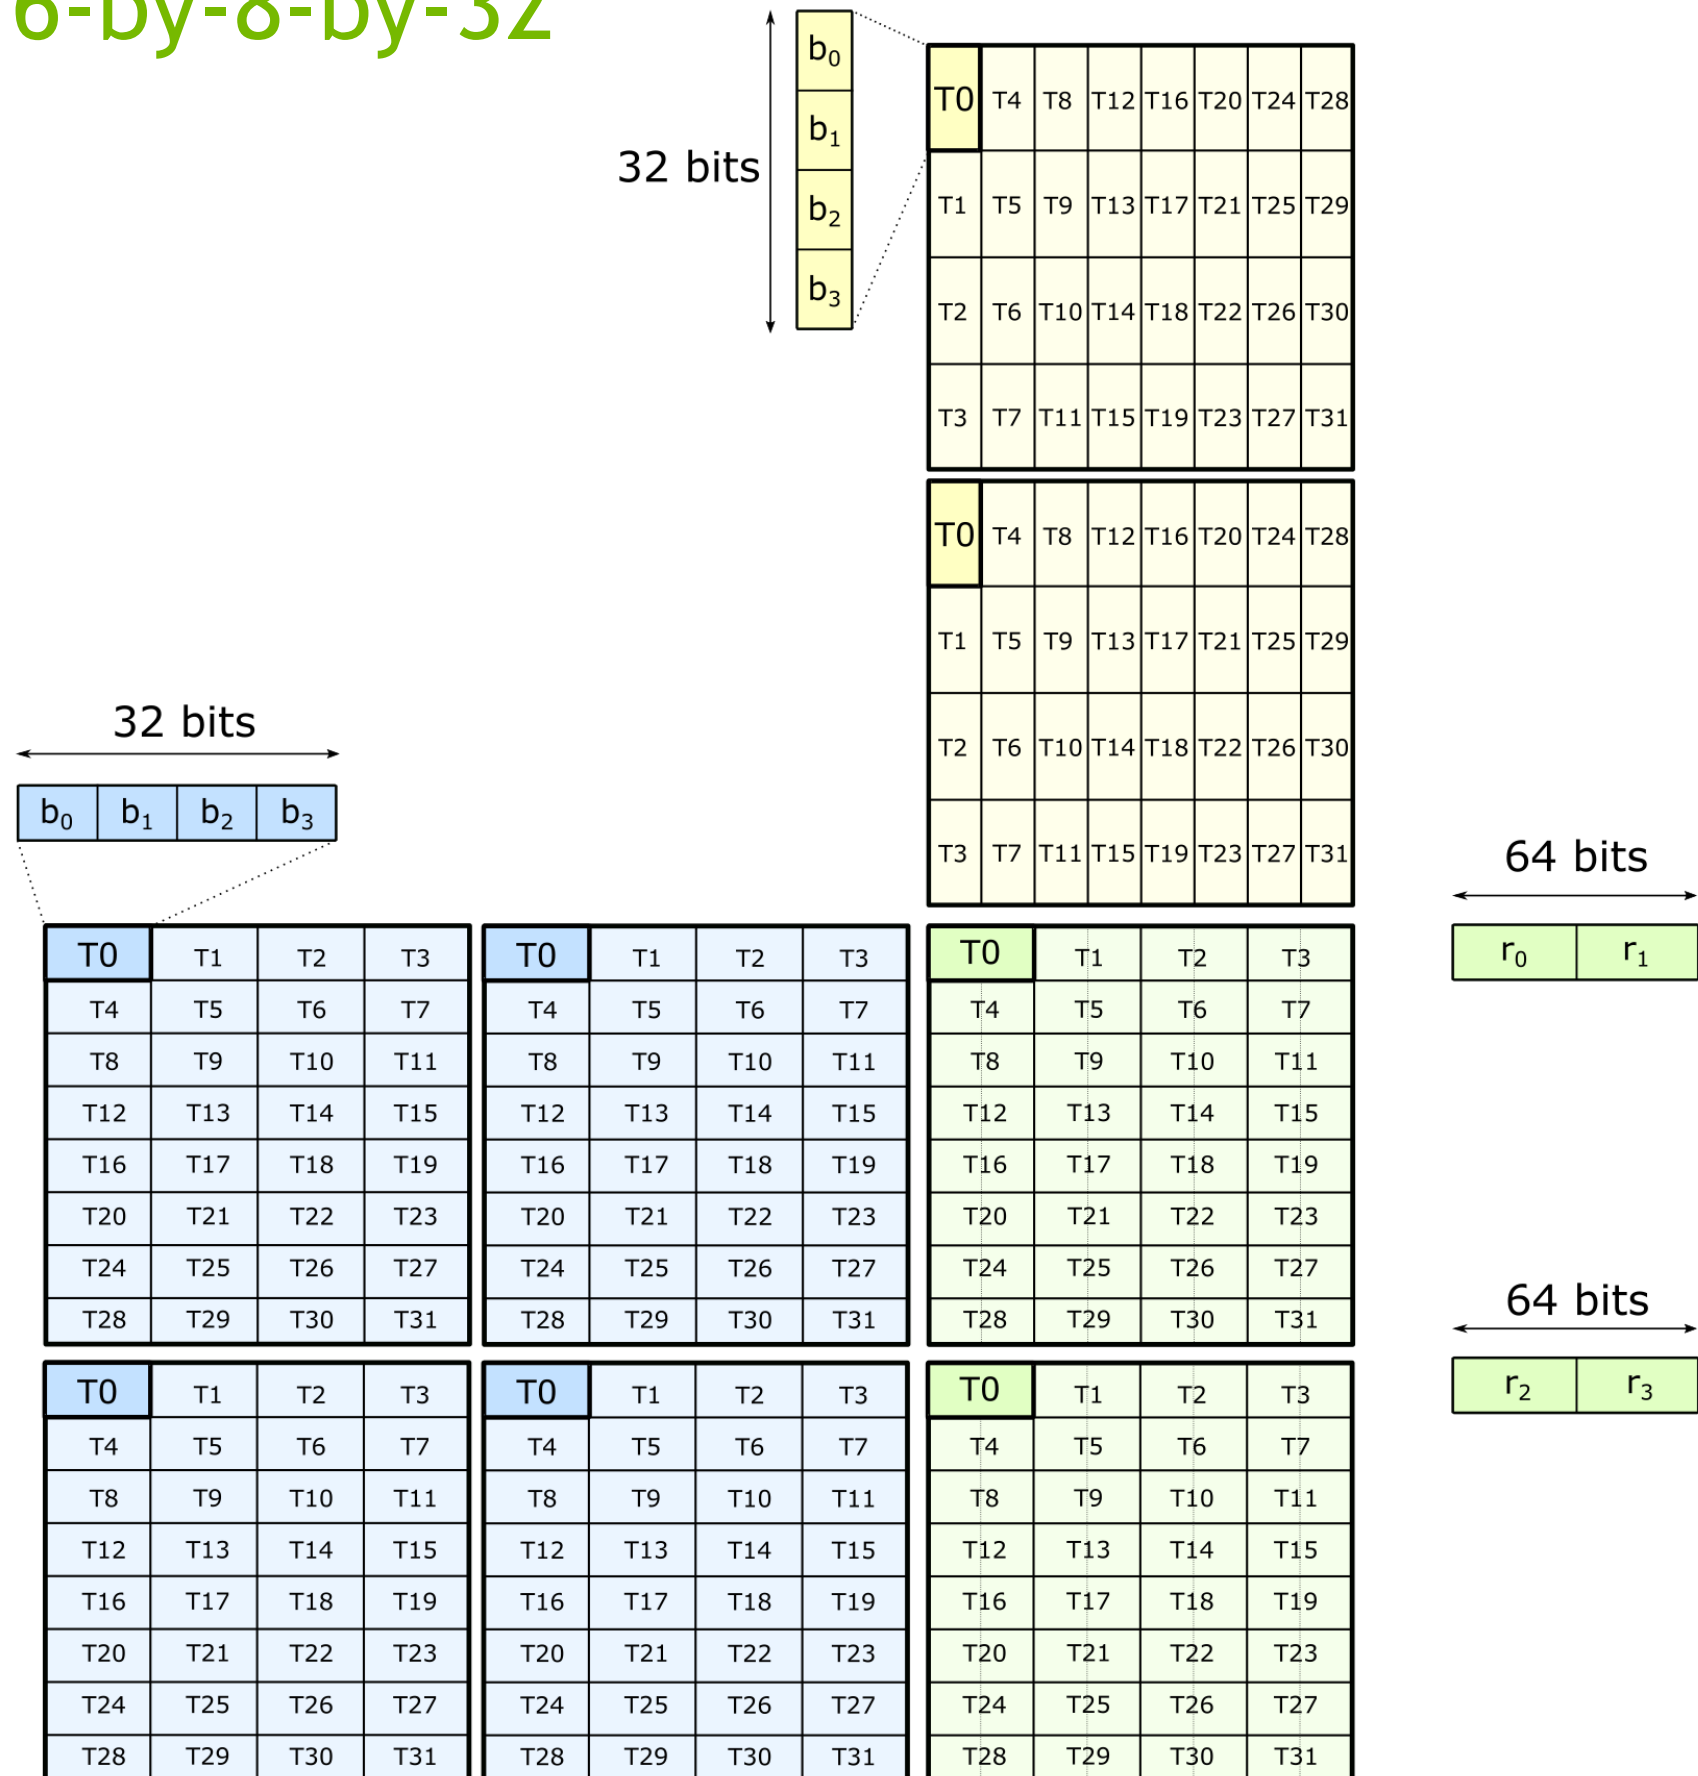 6-by-8-by-32
b0
b1
b2
b3
32 bits
T0 T4 T8 T12 T16 T20 T24 T28
T1 T5 T9 T13 T17 T21 T25 T29
T2 T6 T10 T14 T18 T22 T26 T30
T3 T7 T11 T15 T19 T23 T27 T31
T0 T4 T8 T12 T16 T20 T24 T28
T1 T5 T9 T13 T17 T21 T25 T29
T2 T6 T10 T14 T18 T22 T26 T30
T3 T7 T11 T15 T19 T23 T27 T31
32 bits
b0 b1 b2 b3
64 bits
r0 r1
T0 T1 T2 T3 T0 T1 T2 T3 T0 T1 T2 T3
T4 T5 T6 T7 T4 T5 T6 T7 T4 T5 T6 T7
T8 T9 T10 T11 T8 T9 T10 T11 T8 T9 T10 T11
T12 T13 T14 T15 T12 T13 T14 T15 T12 T13 T14 T15
T16 T17 T18 T19 T16 T17 T18 T19 T16 T17 T18 T19
T20 T21 T22 T23 T20 T21 T22 T23 T20 T21 T22 T23
T24 T25 T26 T27 T24 T25 T26 T27 T24 T25 T26 T27
T28 T29 T30 T31 T28 T29 T30 T31 T28 T29 T30 T31
64 bits
r2 r3
T0 T1 T2 T3 T0 T1 T2 T3 T0 T1 T2 T3
T4 T5 T6 T7 T4 T5 T6 T7 T4 T5 T6 T7
T8 T9 T10 T11 T8 T9 T10 T11 T8 T9 T10 T11
T12 T13 T14 T15 T12 T13 T14 T15 T12 T13 T14 T15
T16 T17 T18 T19 T16 T17 T18 T19 T16 T17 T18 T19
T20 T21 T22 T23 T20 T21 T22 T23 T20 T21 T22 T23
T24 T25 T26 T27 T24 T25 T26 T27 T24 T25 T26 T27
T28 T29 T30 T31 T28 T29 T30 T31 T28 T29 T30 T31